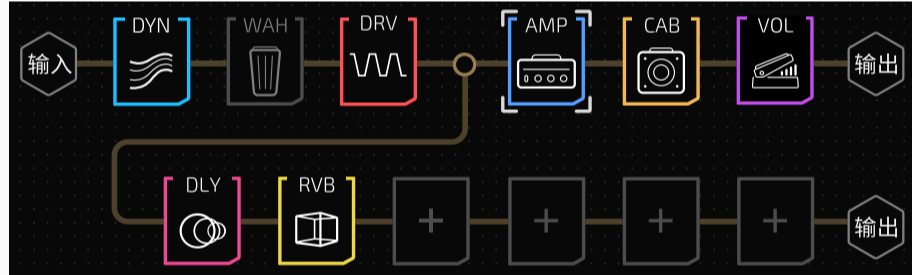 DYN WAH DRV AMP CAB VOL
输入 输出
DLY RVB
+ + + +
输出